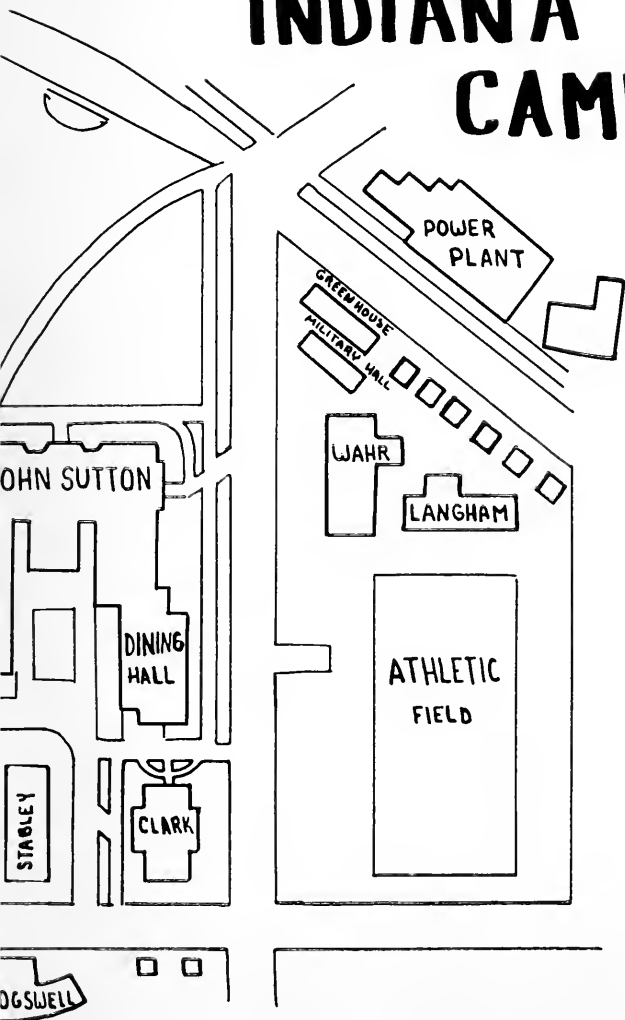 INDIANA
CAM
POWER
PLANT
GREENHOUSE
MILITARY HALL
WAHR
LANGHAM
OHN SUTTON
DINING
HALL
ATHLETIC
FIELD
STABLEY
CLARK
OGSWELL